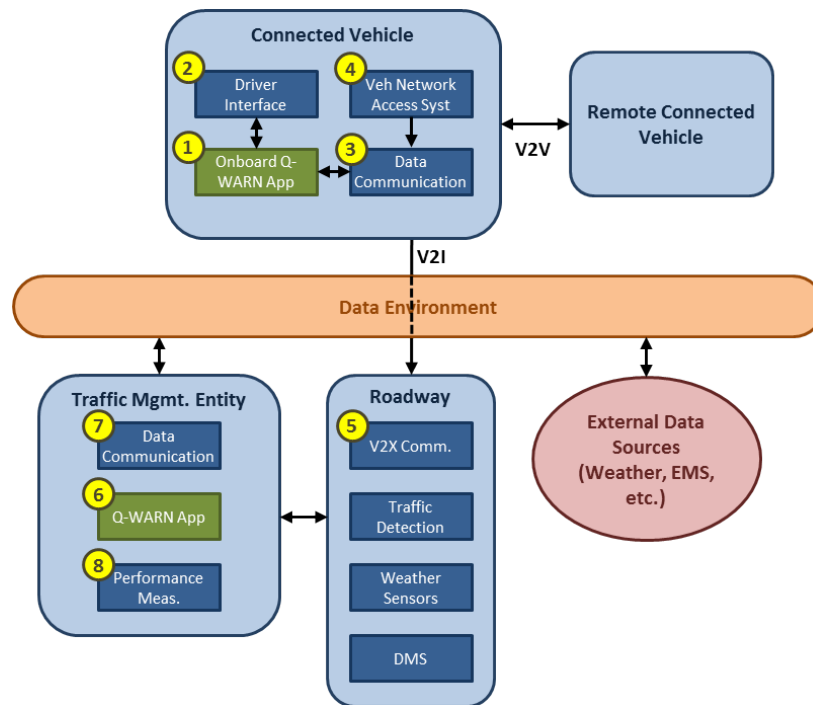 Connected Vehicle
2
Driver
Interface
4
Veh Network
Access Syst
1
Onboard Q-
WARN App
3
Data
Communication
V2V
Remote Connected
Vehicle
V2I
Data Environment
Traffic Mgmt. Entity
7
Data
Communication
6
Q-WARN App
8
Performance
Meas.
Roadway
5
V2X Comm.
Traffic
Detection
Weather
Sensors
DMS
External Data
Sources
(Weather, EMS,
etc.)